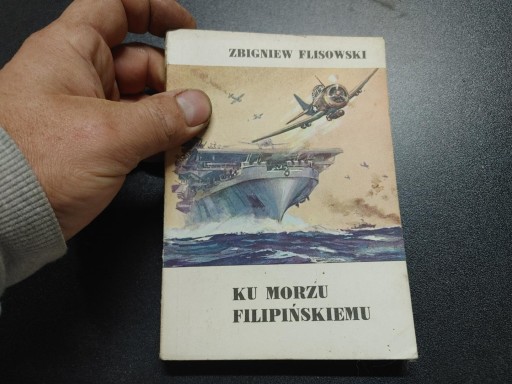 ZBIGNIEW FLISOWSKI
KU MORZU
FILIPIŃSKIEMU